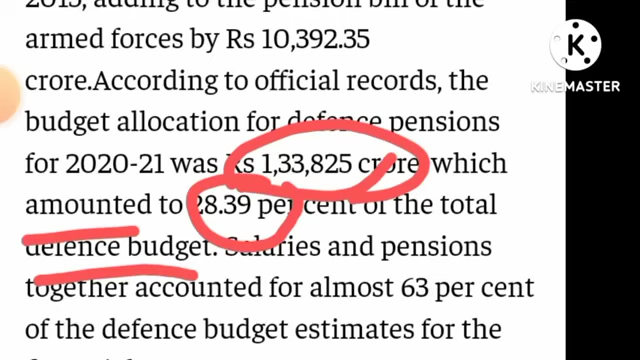 2015, adding to the pension bill of the
armed forces by Rs 10,392.35
crore.According to official records, the
budget allocation for defence pensions
for 2020-21 was Rs 1,33,825 crore, which
amounted to 28.39 per cent of the total
defence budget. Salaries and pensions
together accounted for almost 63 per cent
of the defence budget estimates for the
K
KINEMASTER